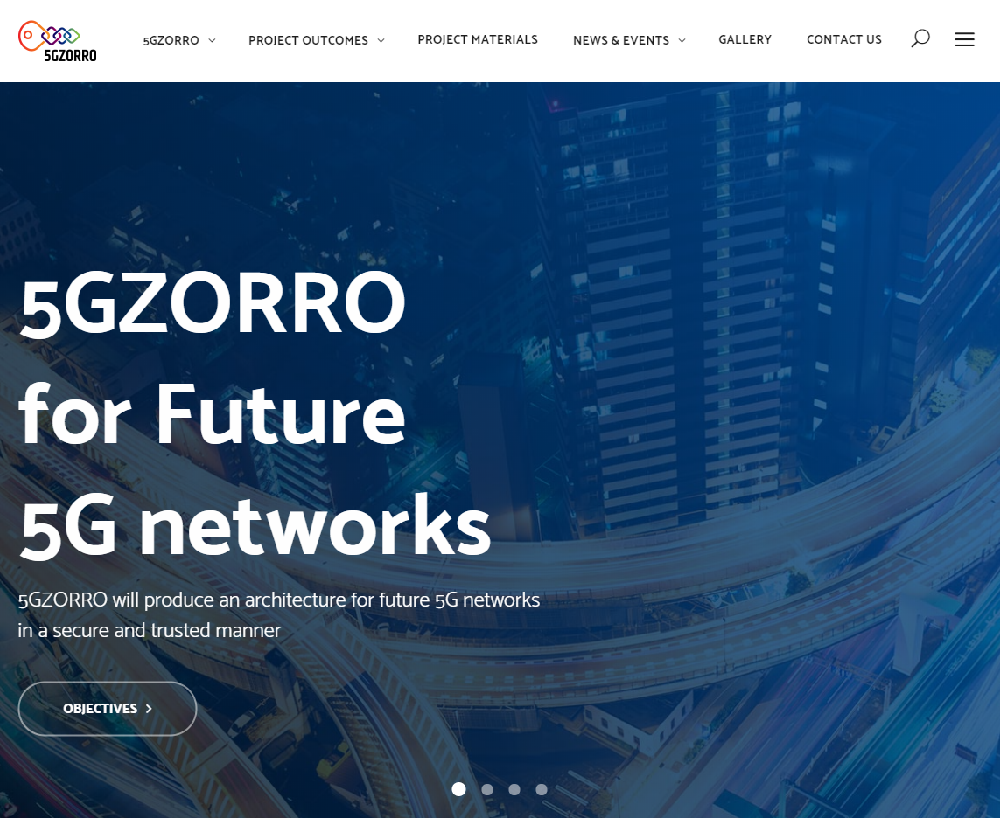 5GZORRO
5GZORRO PROJECT OUTCOMES PROJECT MATERIALS NEWS & EVENTS GALLERY CONTACT US
5GZORRO
for Future
5G networks
5GZORRO will produce an architecture for future 5G networks
in a secure and trusted manner
OBJECTIVES